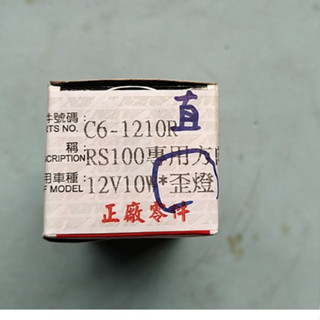 件號碼: C6-1210R 直
RTS NO.
稱:
SCRIPTION RS100專用方
用車種:
MODEL 12V10W*歪燈
正廠零件